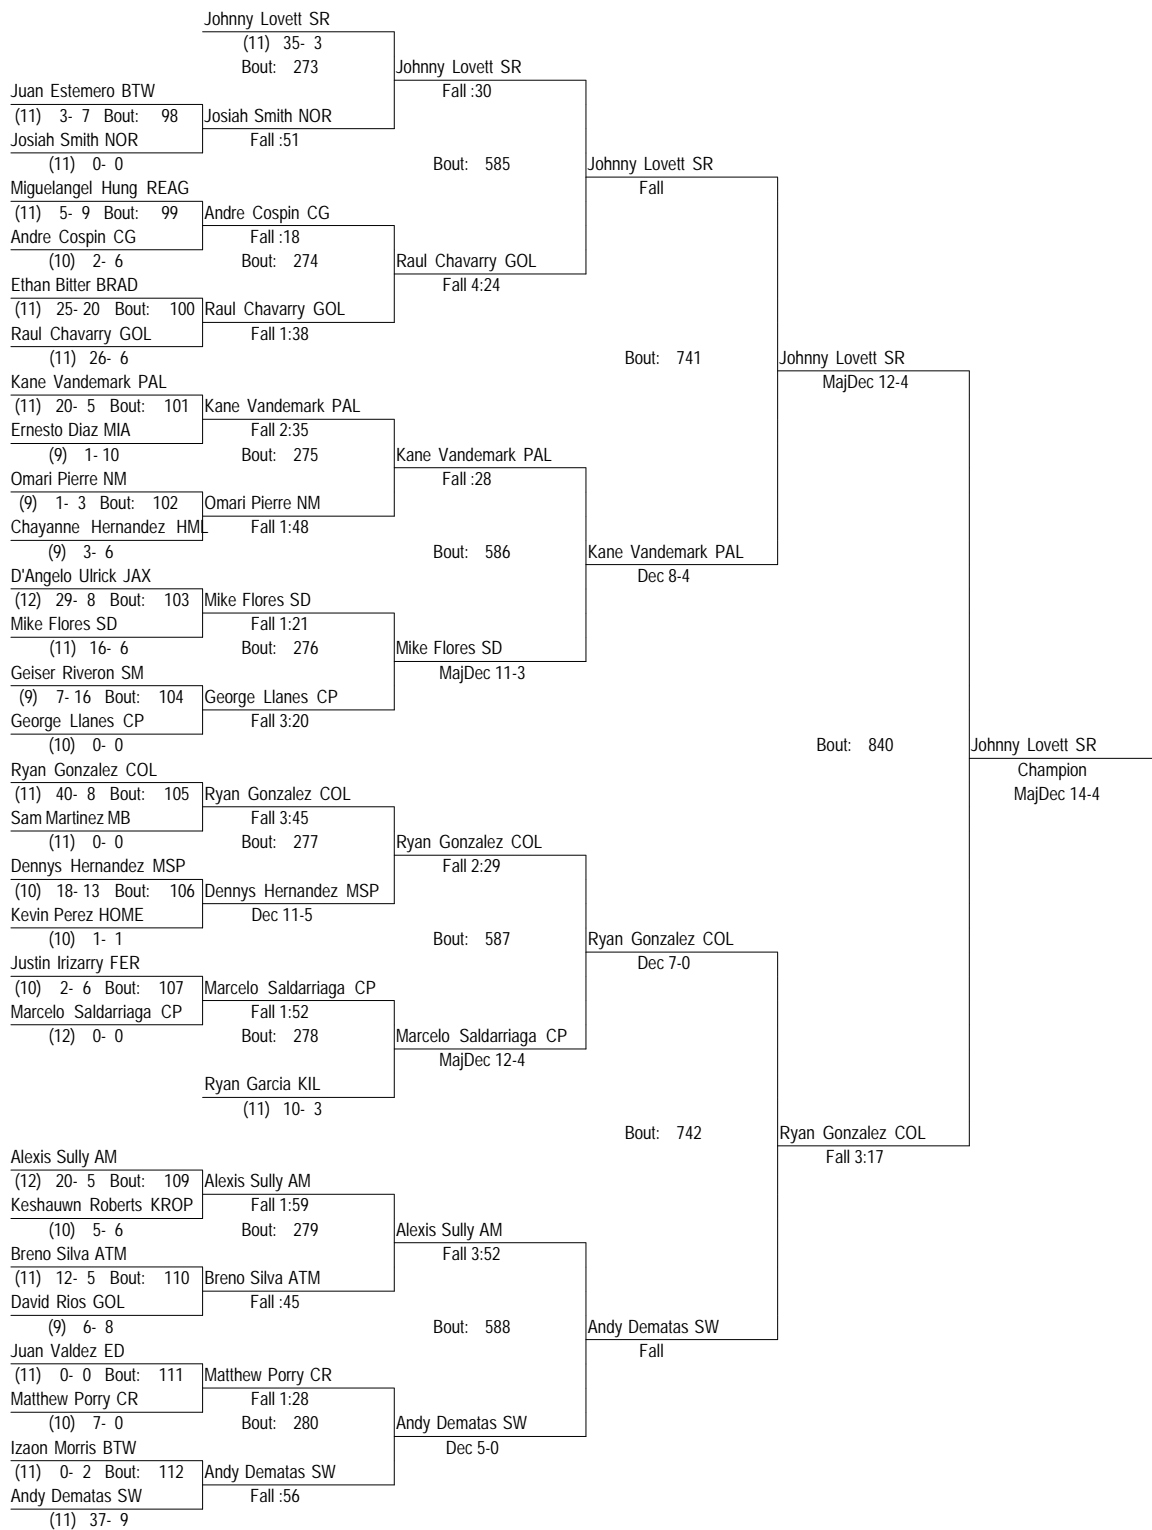 Johnny Lovett SR
(11) 35- 3
Bout: 273
Johnny Lovett SR
Fall :30
Juan Estemero BTW
(11) 3- 7 Bout: 98
Josiah Smith NOR
Josiah Smith NOR
Fall :51
(11) 0- 0
Bout: 585
Johnny Lovett SR
Fall
Miguelangel Hung REAG
(11) 5- 9 Bout: 99
Andre Cospin CG
Andre Cospin CG
Fall :18
(10) 2- 6
Bout: 274
Raul Chavarry GOL
Fall 4:24
Ethan Bitter BRAD
(11) 25- 20 Bout: 100
Raul Chavarry GOL
Raul Chavarry GOL
Fall 1:38
(11) 26- 6
Bout: 741
Johnny Lovett SR
MajDec 12-4
Kane Vandemark PAL
(11) 20- 5 Bout: 101
Kane Vandemark PAL
Ernesto Diaz MIA
Fall 2:35
(9) 1- 10
Bout: 275
Kane Vandemark PAL
Fall :28
Omari Pierre NM
(9) 1- 3 Bout: 102
Omari Pierre NM
Chayanne Hernandez HML
Fall 1:48
(9) 3- 6
Bout: 586
Kane Vandemark PAL
Dec 8-4
D'Angelo Ulrick JAX
(12) 29- 8 Bout: 103
Mike Flores SD
Mike Flores SD
Fall 1:21
(11) 16- 6
Bout: 276
Mike Flores SD
MajDec 11-3
Geiser Riveron SM
(9) 7- 16 Bout: 104
George Llanes CP
George Llanes CP
Fall 3:20
(10) 0- 0
Bout: 840
Johnny Lovett SR
Champion
MajDec 14-4
Ryan Gonzalez COL
(11) 40- 8 Bout: 105
Ryan Gonzalez COL
Sam Martinez MB
Fall 3:45
(11) 0- 0
Bout: 277
Ryan Gonzalez COL
Fall 2:29
Dennys Hernandez MSP
(10) 18- 13 Bout: 106
Dennys Hernandez MSP
Kevin Perez HOME
Dec 11-5
(10) 1- 1
Bout: 587
Ryan Gonzalez COL
Dec 7-0
Justin Irizarry FER
(10) 2- 6 Bout: 107
Marcelo Saldarriaga CP
Marcelo Saldarriaga CP
Fall 1:52
(12) 0- 0
Bout: 278
Marcelo Saldarriaga CP
MajDec 12-4
Ryan Garcia KIL
(11) 10- 3
Bout: 742
Ryan Gonzalez COL
Fall 3:17
Alexis Sully AM
(12) 20- 5 Bout: 109
Alexis Sully AM
Keshauwn Roberts KROP
Fall 1:59
(10) 5- 6
Bout: 279
Alexis Sully AM
Fall 3:52
Breno Silva ATM
(11) 12- 5 Bout: 110
Breno Silva ATM
David Rios GOL
Fall :45
(9) 6- 8
Bout: 588
Andy Dematas SW
Fall
Juan Valdez ED
(11) 0- 0 Bout: 111
Matthew Porry CR
Matthew Porry CR
Fall 1:28
(10) 7- 0
Bout: 280
Andy Dematas SW
Dec 5-0
Izaon Morris BTW
(11) 0- 2 Bout: 112
Andy Dematas SW
Andy Dematas SW
Fall :56
(11) 37- 9